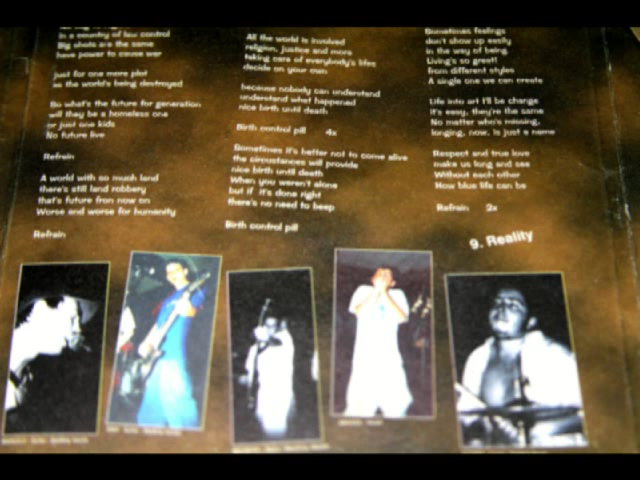 in a country of law control
Big shots are the same
have power to cause war
just for one more plot
as the world's being destroyed
So what's the future for generation
will they be a homeless one
or just one kids
No future live
Refrain
A world with so much land
there's still land robbery
that's future from now on
Worse and worse for humanity
Refrain
All the world is involved
religion, justice and more
taking care of everybody's lifes
decide on your own
because nobody can understand
understand what happened
nice birth until death
Birth control pill 4x
Sometimes it's better not to come alive
the circustances will provide
nice birth until death
When you weren't alone
but if it's done right
there's no need to beep
Birth control pill
Sometimes feelings
don't show up easily
in the way of being
Living's so great!
from different styles
A single one we can create
Life into art I'll be change
it's easy, they're the same
No matter who's missing,
longing, now, is just a name
Respect and true love
make us long and see
Without each other
How blue life can be
Refrain 2x
9. Reality